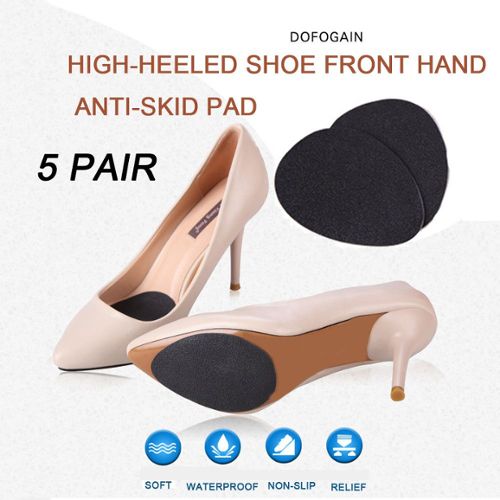 DOFOGAIN
HIGH-HEELED SHOE FRONT HAND
ANTI-SKID PAD
5 PAIR
SOFT WATERPROOF NON-SLIP RELIEF